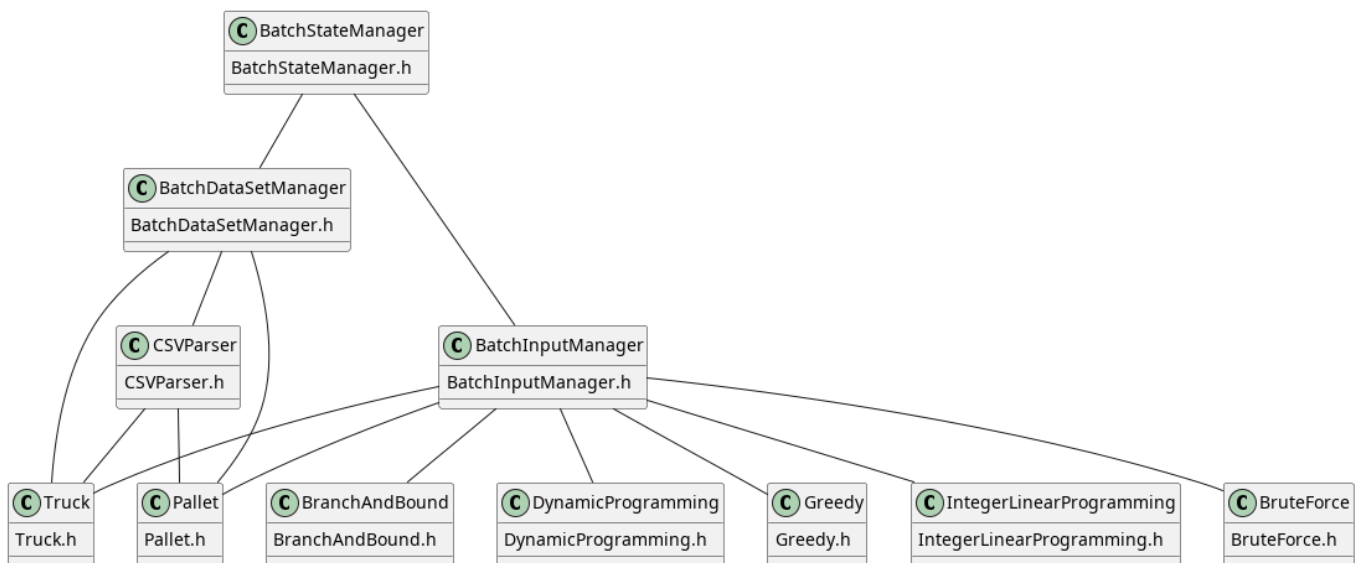 C BatchStateManager
BatchStateManager.h
C BatchDataSetManager
BatchDataSetManager.h
C CSVParser
CSVParser.h
C BatchInputManager
BatchInputManager.h
C Truck
Truck.h
C Pallet
Pallet.h
C BranchAndBound
BranchAndBound.h
C DynamicProgramming
DynamicProgramming.h
C Greedy
Greedy.h
C IntegerLinearProgramming
IntegerLinearProgramming.h
C BruteForce
BruteForce.h